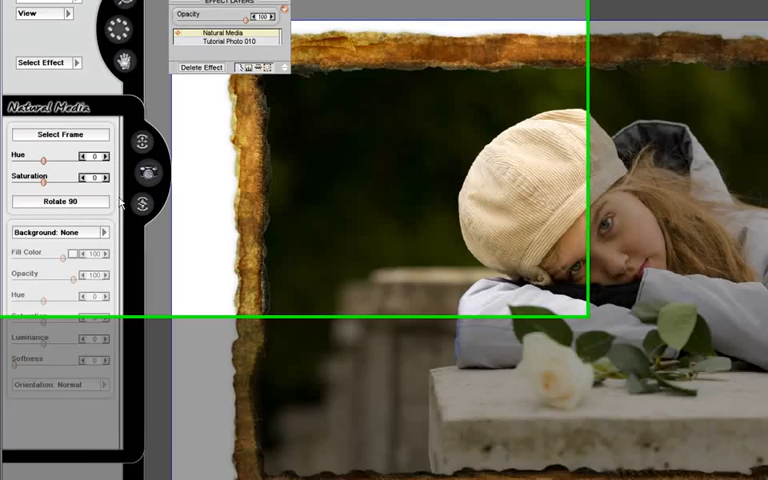 EFFECT LAYERS
View
Opacity 100
Natural Media
Tutorial Photo 010
Select Effect
Delete Effect
Natural Media
Select Frame
Hue 0
Saturation 0
Rotate 90
Background: None
Fill Color 100
Opacity 100
Hue 0
Saturation 0
Luminance 0
Softness 0
Orientation: Normal